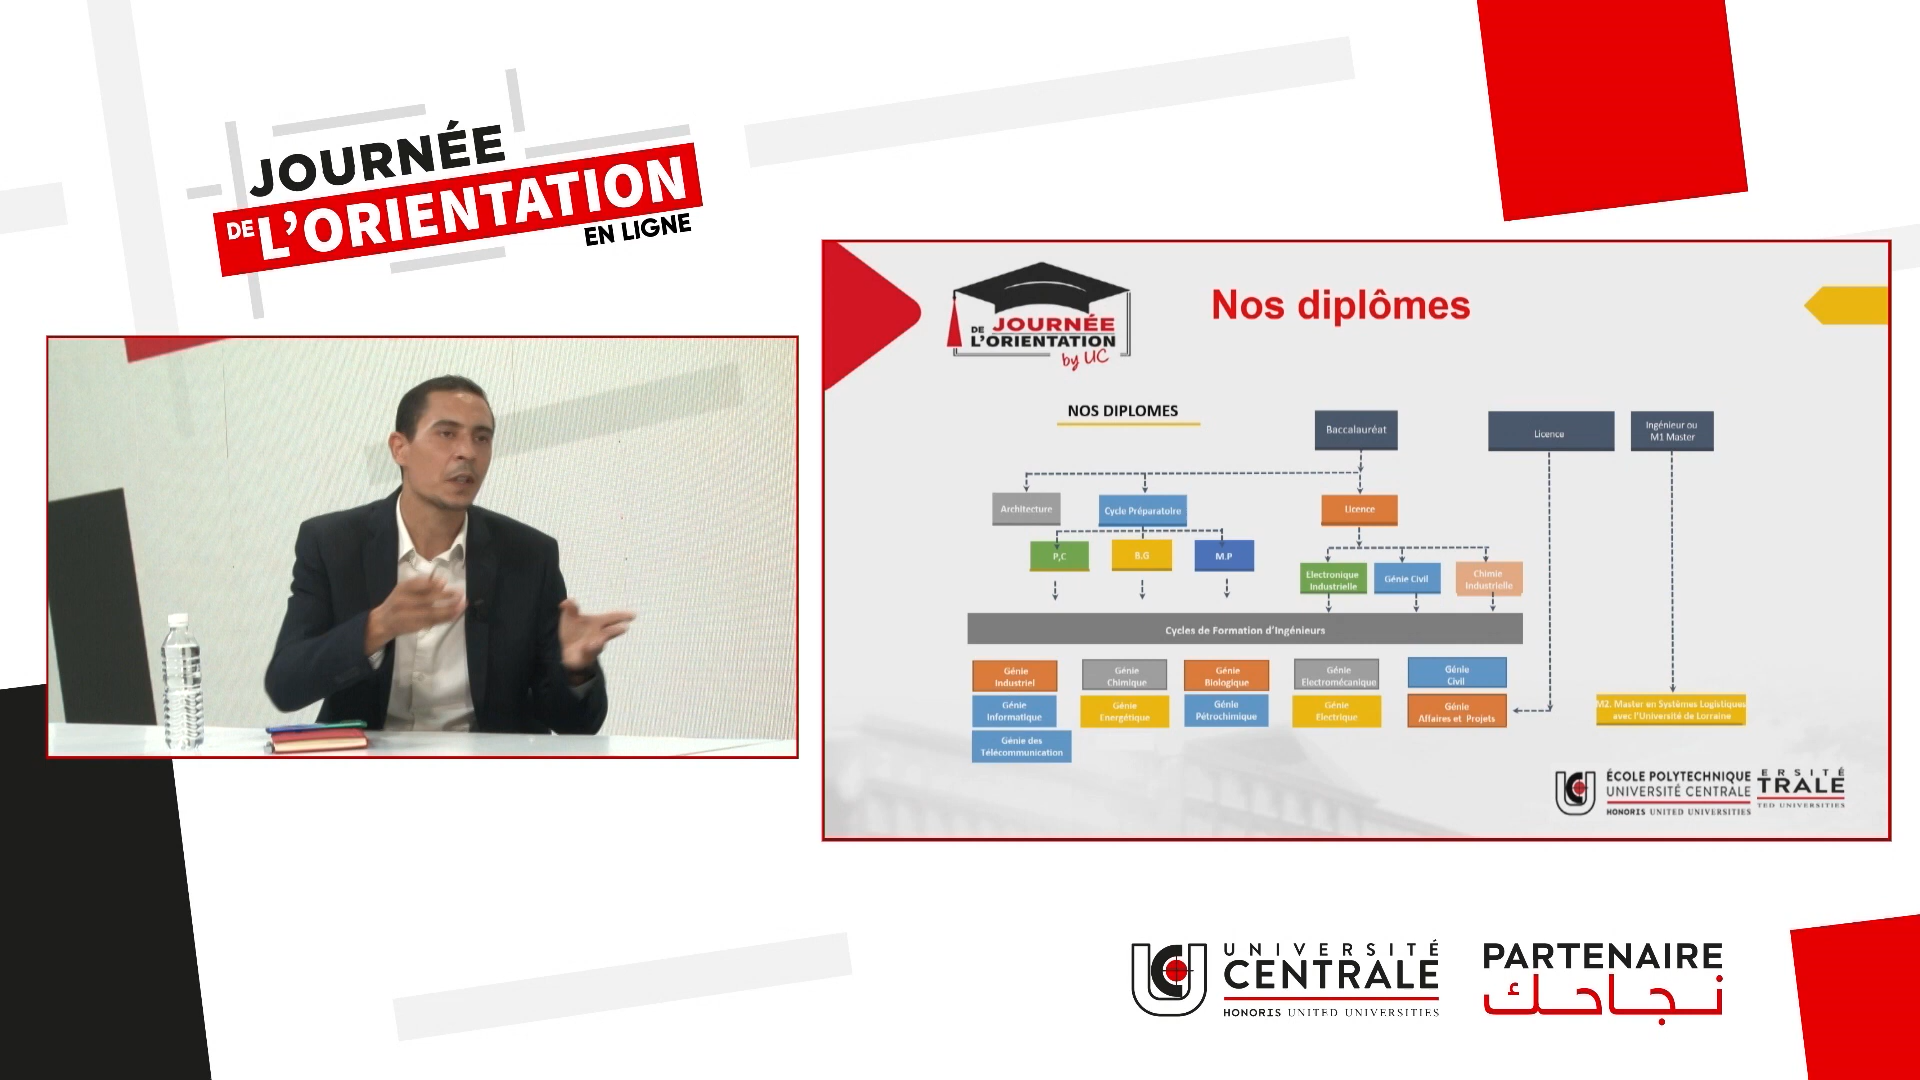 JOURNÉE
DE L'ORIENTATION
EN LIGNE
DE JOURNÉE
L'ORIENTATION
by UC
Nos diplômes
NOS DIPLOMES
Baccalauréat
Licence
Ingénieur ou
M1 Master
Architecture
Cycle Préparatoire
Licence
P,C
B.G
M.P
Electronique
Industrielle
Génie Civil
Chimie
Industrielle
Cycles de Formation d'Ingénieurs
Génie
Industriel
Génie
Chimique
Génie
Biologique
Génie
Electromécanique
Génie
Civil
Génie
Informatique
Génie
Energétique
Génie
Pétrochimique
Génie
Electrique
Génie
Affaires et Projets
M2. Master en Systèmes Logistiques
avec l'Université de Lorraine
Génie des
Télécommunication
ÉCOLE POLYTECHNIQUE
UNIVERSITÉ CENTRALE
HONORIS UNITED UNIVERSITIES
ERSITÉ
TRALE
TED UNIVERSITIES
UNIVERSITÉ
CENTRALE
HONORIS UNITED UNIVERSITIES
PARTENAIRE
نجاحك